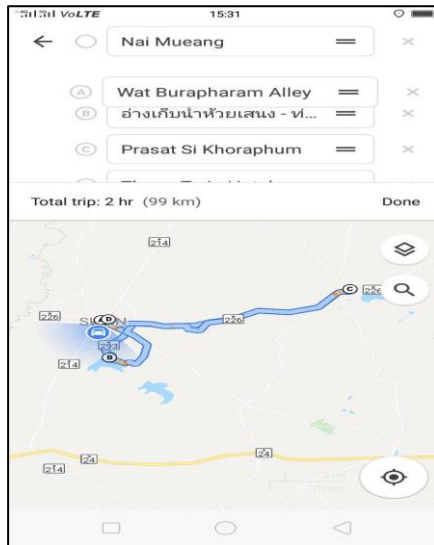 VoLTE 15:31
Nai Mueang
A Wat Burapharam Alley
B อ่างเก็บน้ำห้วยเสนง - ท่...
C Prasat Si Khoraphum
Total trip: 2 hr (99 km) Done
214
226
C
226
A D
226
293
B
214
24
24
214